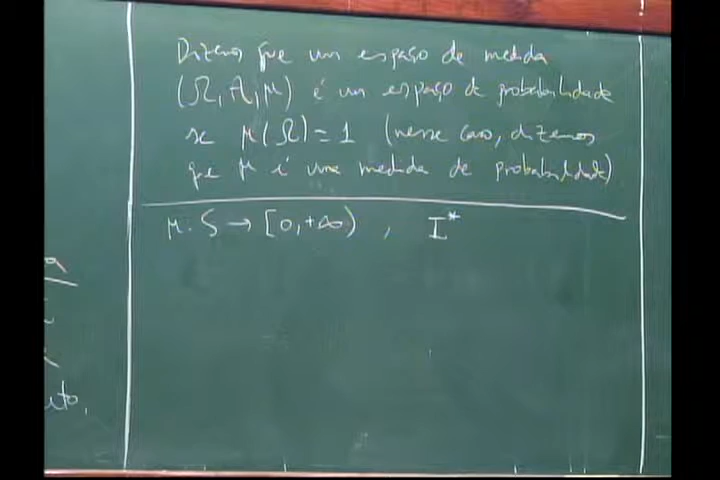 Dizemos que um espaço de medida
(Ω, A, μ) é um espaço de probabilidade
se μ(Ω) = 1 (nesse caso, dizemos
que μ é uma medida de probabilidade)
μ: S → [0, +∞) , I*